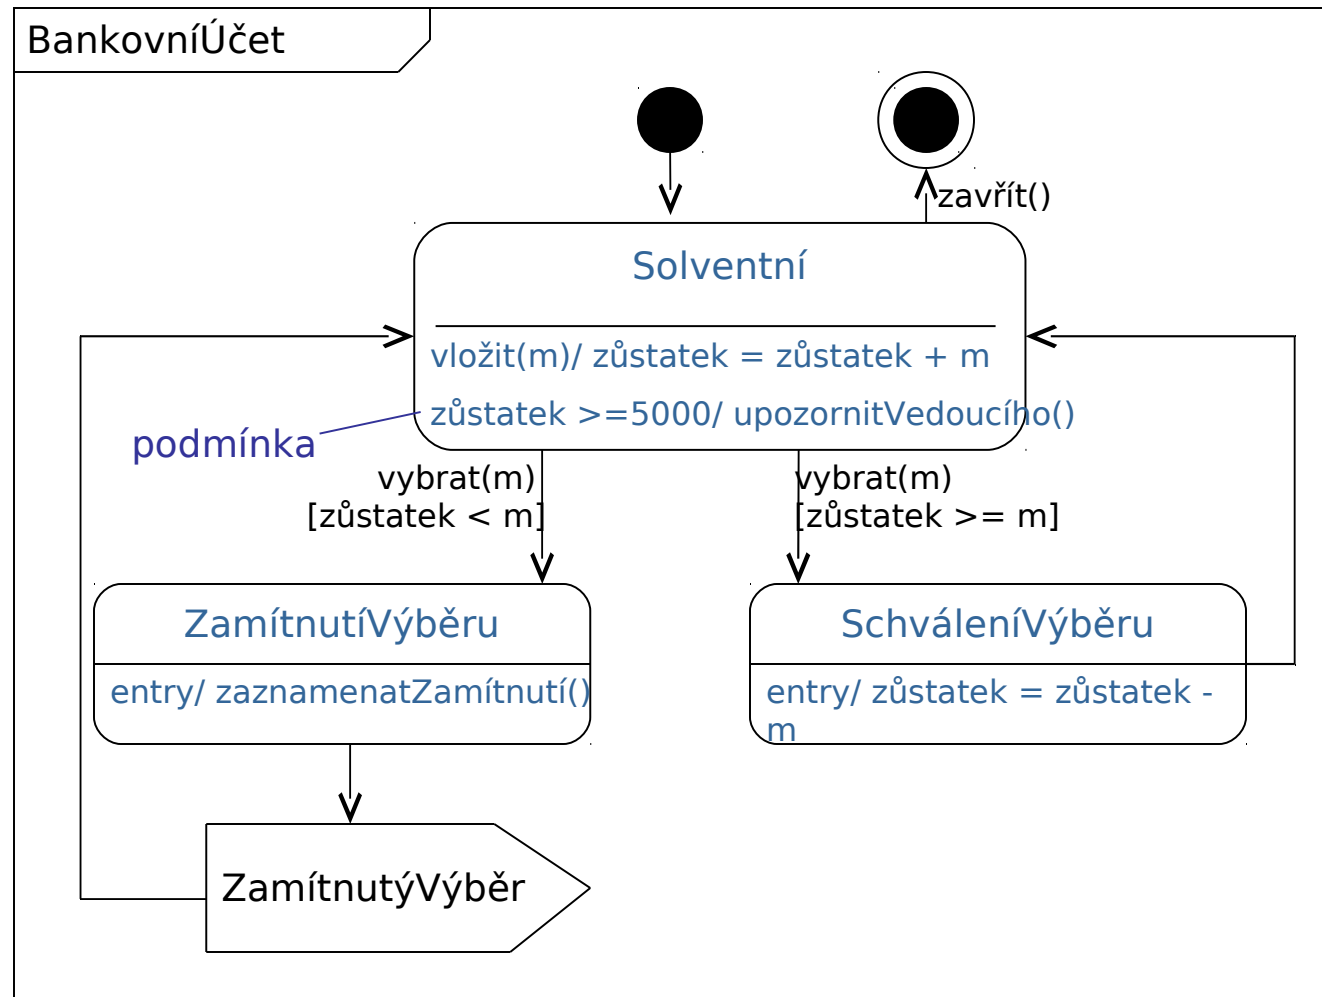 BankovníÚčet
zavřít()
Solventní
vložit(m)/ zůstatek = zůstatek + m
zůstatek >=5000/ upozornitVedoucího()
podmínka
vybrat(m)
[zůstatek < m]
vybrat(m)
[zůstatek >= m]
ZamítnutíVýběru
entry/ zaznamenatZamítnutí()
SchváleníVýběru
entry/ zůstatek = zůstatek -
m
ZamítnutýVýběr